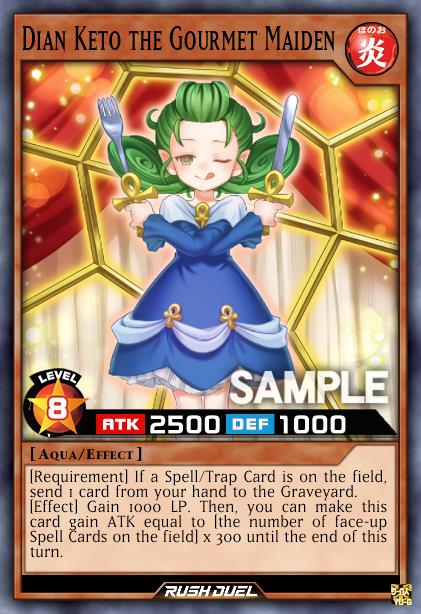 Dian Keto the Gourmet Maiden
ほのお
炎
SAMPLE
LEVEL
8
ATK 2500 DEF 1000
[ Aqua/Effect ]
[Requirement] If a Spell/Trap Card is on the field,
send 1 card from your hand to the Graveyard.
[Effect] Gain 1000 LP. Then, you can make this
card gain ATK equal to [the number of face-up
Spell Cards on the field] x 300 until the end of this
turn.
RUSH DUEL